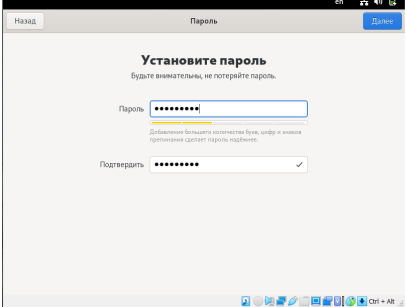 en
Назад
Пароль
Далее
Установите пароль
Будьте внимательны, не потеряйте пароль.
Пароль
Добавление большего количества букв, цифр и знаков
препинания сделает пароль надёжнее.
Подтвердить
Ctrl + Alt